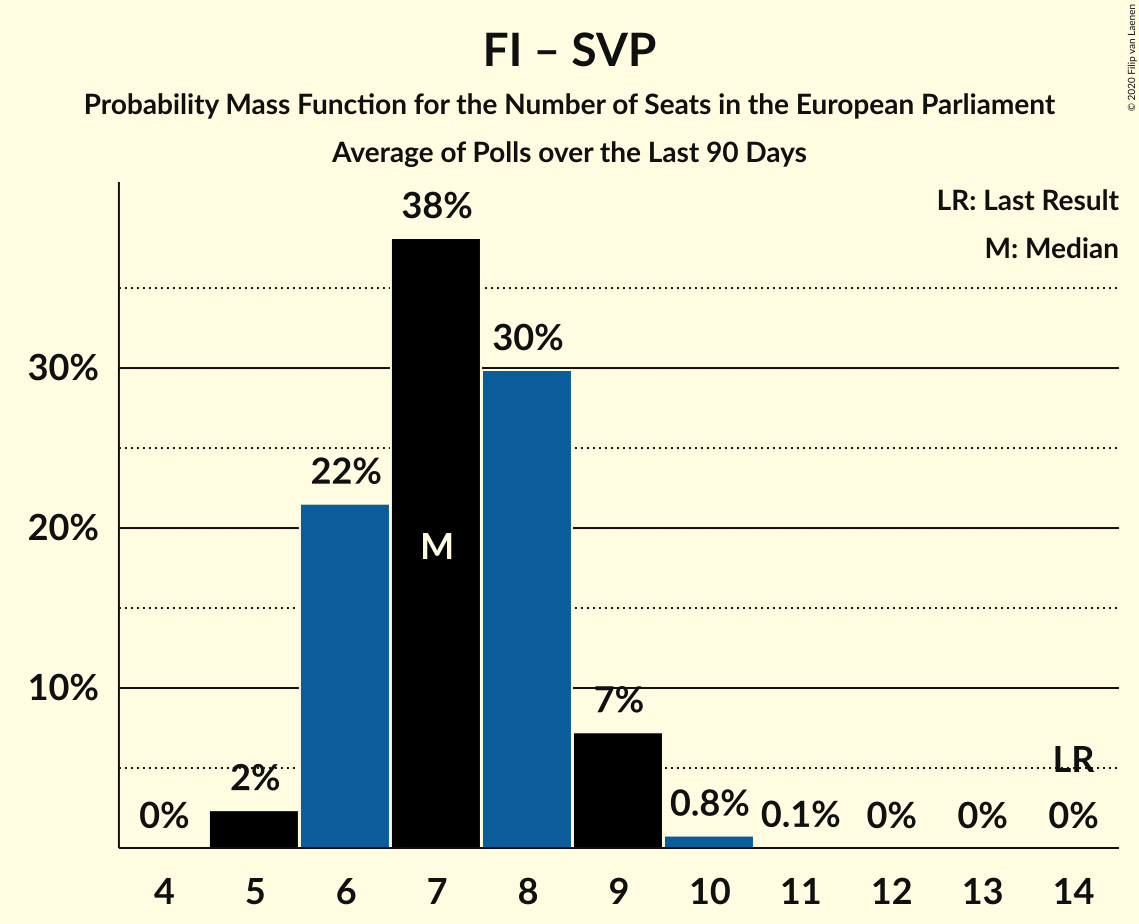 FI – SVP
Probability Mass Function for the Number of Seats in the European Parliament
Average of Polls over the Last 90 Days
© 2020 Filip van Laenen
LR: Last Result
M: Median
38%
30%
30%
22%
M
20%
10%
7%
LR
2%
0%
0.8%
0.1%
0%
0%
0%
4 5 6 7 8 9 10 11 12 13 14